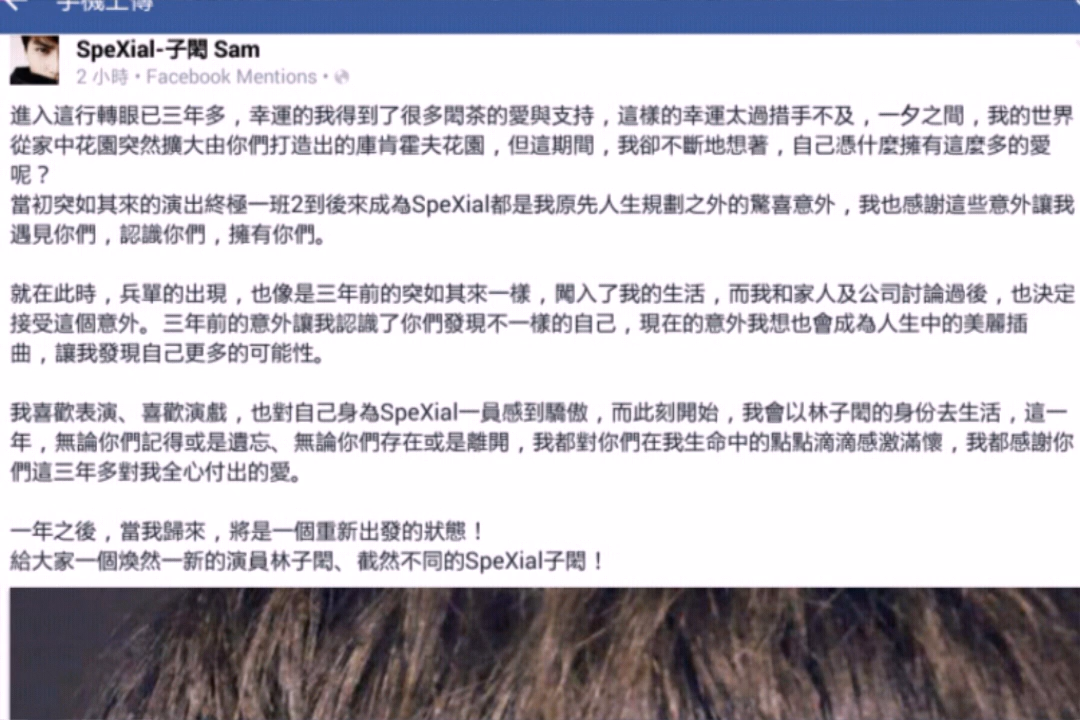 手機上傳
SpeXial-子閎 Sam
2 小時 • Facebook Mentions •
進入這行轉眼已三年多，幸運的我得到了很多閎茶的愛與支持，這樣的幸運太過措手不及，一夕之間，我的世界
從家中花園突然擴大由你們打造出的庫肯霍夫花園，但這期間，我卻不斷地想著，自己憑什麼擁有這麼多的愛
呢？
當初突如其來的演出終極一班2到後來成為SpeXial都是我原先人生規劃之外的驚喜意外，我也感謝這些意外讓我
遇見你們，認識你們，擁有你們。
就在此時，兵單的出現，也像是三年前的突如其來一樣，闖入了我的生活，而我和家人及公司討論過後，也決定
接受這個意外。三年前的意外讓我認識了你們發現不一樣的自己，現在的意外我想也會成為人生中的美麗插
曲，讓我發現自己更多的可能性。
我喜歡表演、喜歡演戲，也對自己身為SpeXial一員感到驕傲，而此刻開始，我會以林子閎的身份去生活，這一
年，無論你們記得或是遺忘、無論你們存在或是離開，我都對你們在我生命中的點點滴滴感激滿懷，我都感謝你
們這三年多對我全心付出的愛。
一年之後，當我歸來，將是一個重新出發的狀態！
給大家一個煥然一新的演員林子閎、截然不同的SpeXial子閎！